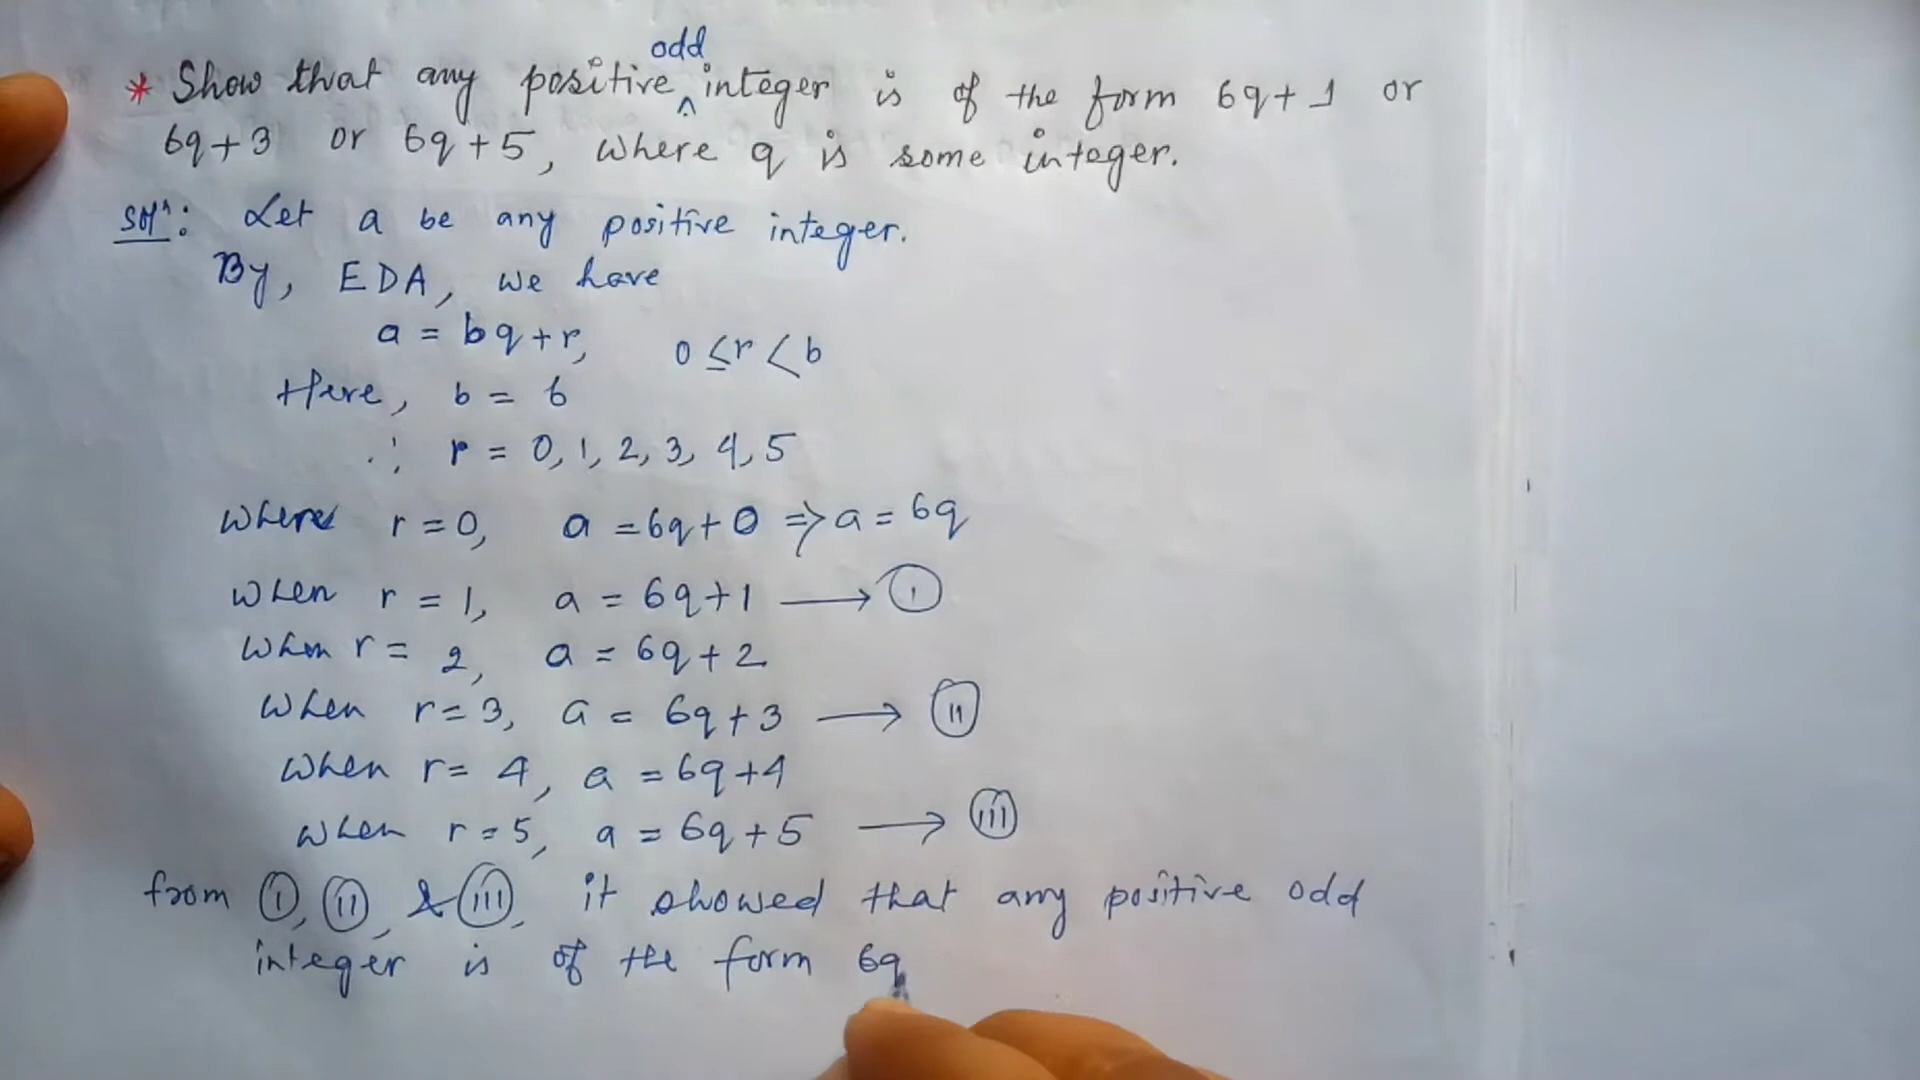 * Show that any positive odd integer is of the form 6q+1 or
6q+3 or 6q+5, where q is some integer.
Solⁿ: Let a be any positive integer.
By, EDA, we have
a = bq+r, 0≤r<b
Here, b = 6
∴ r = 0, 1, 2, 3, 4, 5
where r=0, a=6q+0 ⇒ a=6q
when r=1, a=6q+1 ⟶ (i)
when r=2, a=6q+2
when r=3, a=6q+3 ⟶ (ii)
when r=4, a=6q+4
when r=5, a=6q+5 ⟶ (iii)
from (i), (ii), & (iii), it showed that any positive odd
integer is of the form 6q